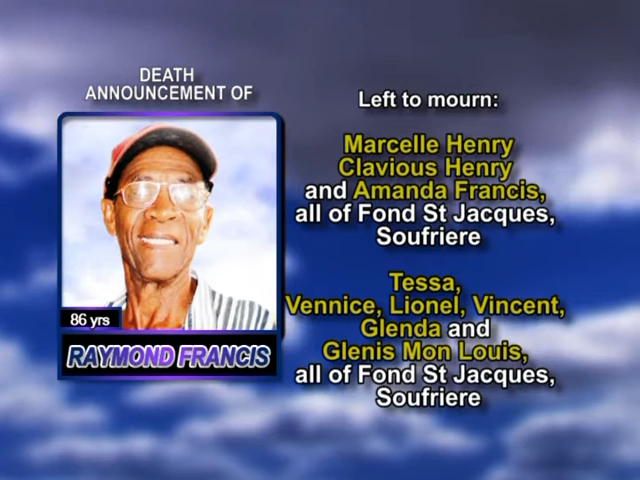 DEATH
ANNOUNCEMENT OF
86 yrs
RAYMOND FRANCIS
Left to mourn:
Marcelle Henry
Clavious Henry
and Amanda Francis,
all of Fond St Jacques,
Soufriere
Tessa,
Vennice, Lionel, Vincent,
Glenda and
Glenis Mon Louis,
all of Fond St Jacques,
Soufriere